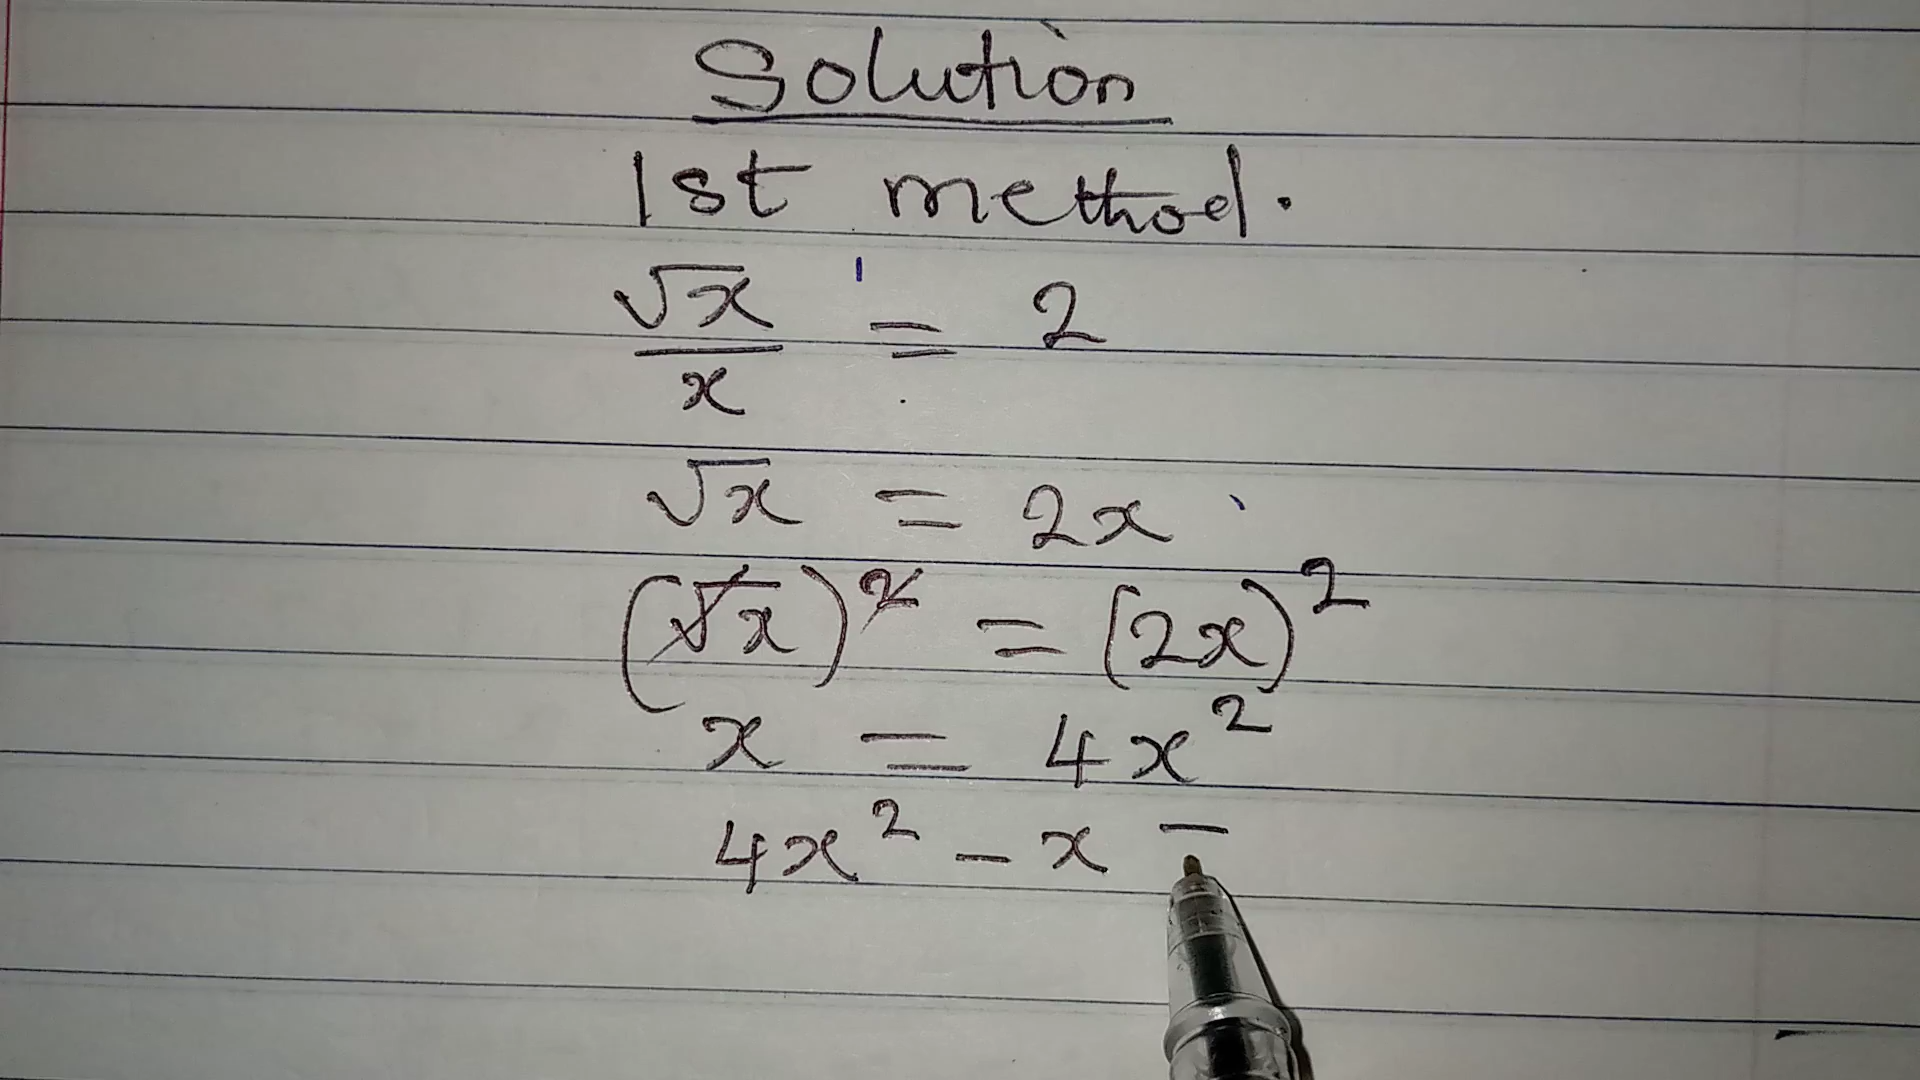 Solution
1st method.
√x/x = 2
√x = 2x
(√x)² = (2x)²
x = 4x²
4x² - x -